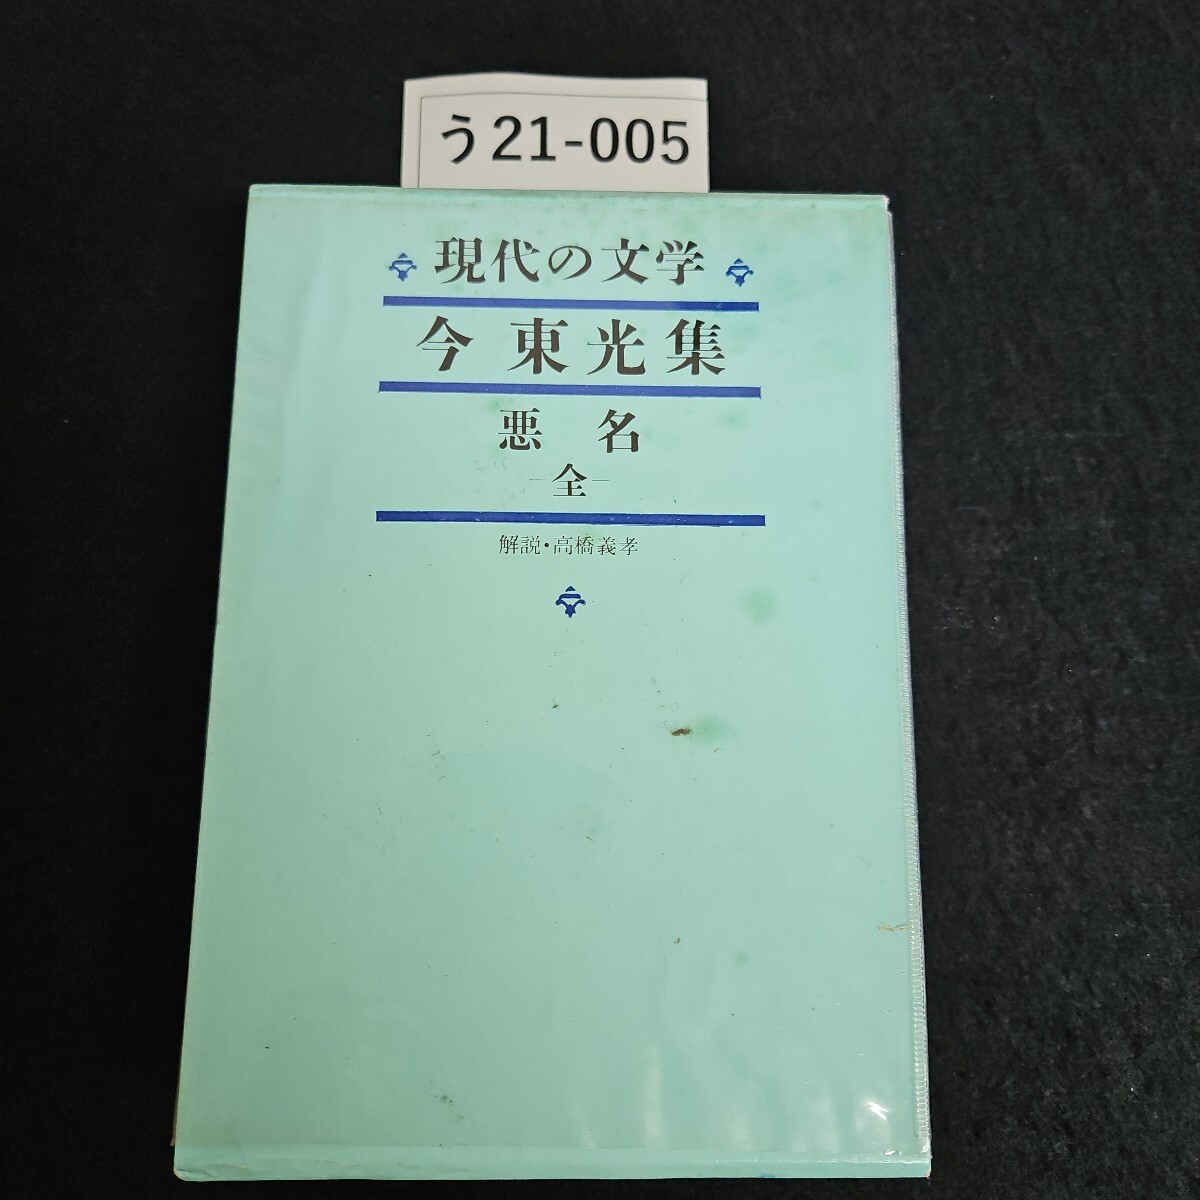 う21-005
現代の文学
今東光集
悪名
-全-
解説・高橋義孝